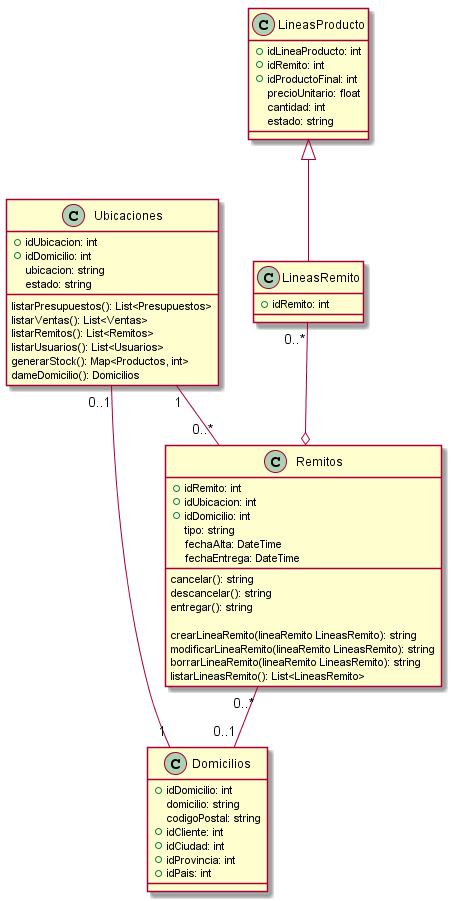 C LineasProducto
idLineaProducto: int
idRemito: int
idProductoFinal: int
precioUnitario: float
cantidad: int
estado: string
C Ubicaciones
idUbicacion: int
idDomicilio: int
ubicacion: string
estado: string
listarPresupuestos(): List<Presupuestos>
listarVentas(): List<Ventas>
listarRemitos(): List<Remitos>
listarUsuarios(): List<Usuarios>
generarStock(): Map<Productos, int>
dameDomicilio(): Domicilios
C LineasRemito
idRemito: int
0..*
0..1
1
0..*
C Remitos
idRemito: int
idUbicacion: int
idDomicilio: int
tipo: string
fechaAlta: DateTime
fechaEntrega: DateTime
cancelar(): string
descancelar(): string
entregar(): string
crearLineaRemito(lineaRemito LineasRemito): string
modificarLineaRemito(lineaRemito LineasRemito): string
borrarLineaRemito(lineaRemito LineasRemito): string
listarLineasRemito(): List<LineasRemito>
0..*
1
0..1
C Domicilios
idDomicilio: int
domicilio: string
codigoPostal: string
idCliente: int
idCiudad: int
idProvincia: int
idPais: int